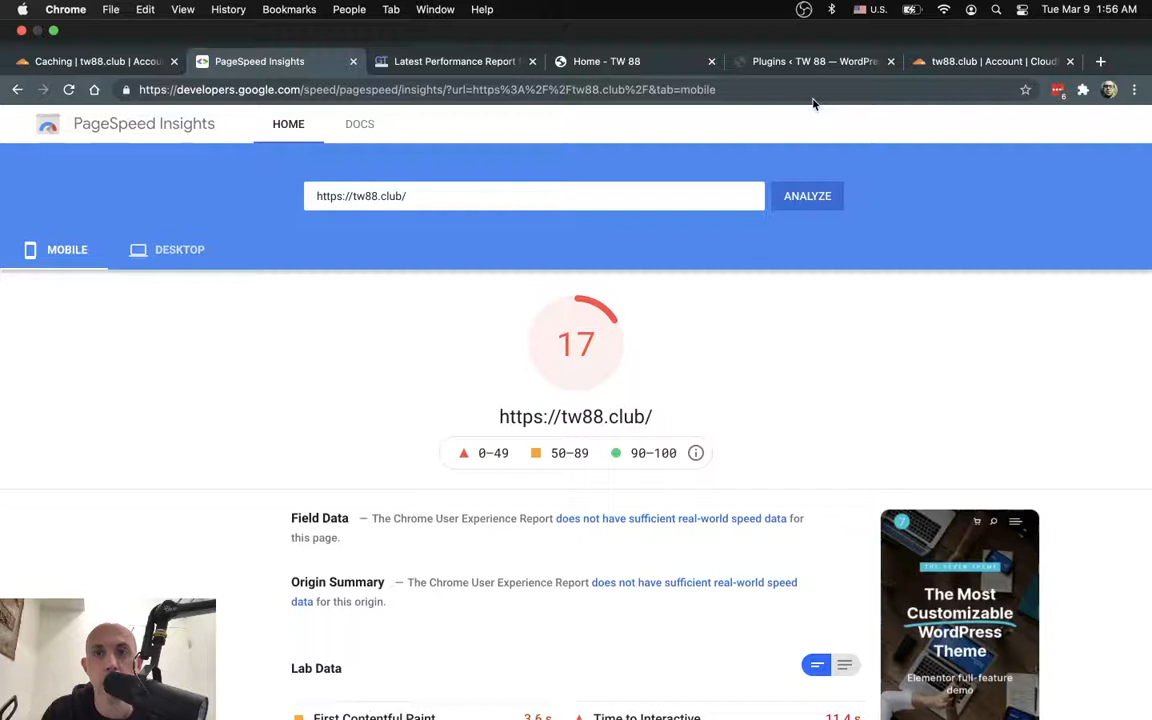 Chrome File Edit View History Bookmarks People Tab Window Help U.S. Tue Mar 9 1:56 AM
Caching | tw88.club | Accou PageSpeed Insights Latest Performance Report Home - TW 88 Plugins ‹ TW 88 — WordPre tw88.club | Account | Cloudf
https://developers.google.com/speed/pagespeed/insights/?url=https%3A%2F%2Ftw88.club%2F&tab=mobile 6
PageSpeed Insights HOME DOCS
https://tw88.club/ ANALYZE
MOBILE DESKTOP
17
https://tw88.club/
0–49 50–89 90–100
Field Data — The Chrome User Experience Report does not have sufficient real-world speed data for
this page.
Origin Summary — The Chrome User Experience Report does not have sufficient real-world speed
data for this origin.
7
THE SEVEN THEME
The Most
Customizable
WordPress
Theme
Elementor full-feature
demo
Lab Data
First Contentful Paint 3.6 s Time to Interactive 11.4 s